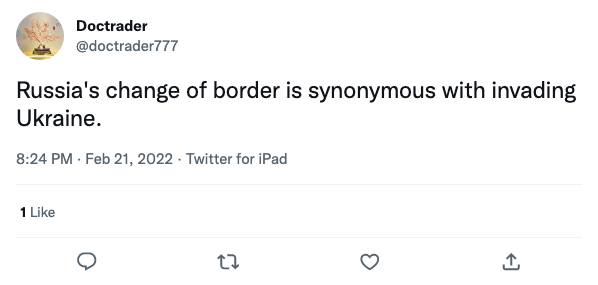 Doctrader
@doctrader777
Russia's change of border is synonymous with invading
Ukraine.
8:24 PM · Feb 21, 2022 · Twitter for iPad
1 Like